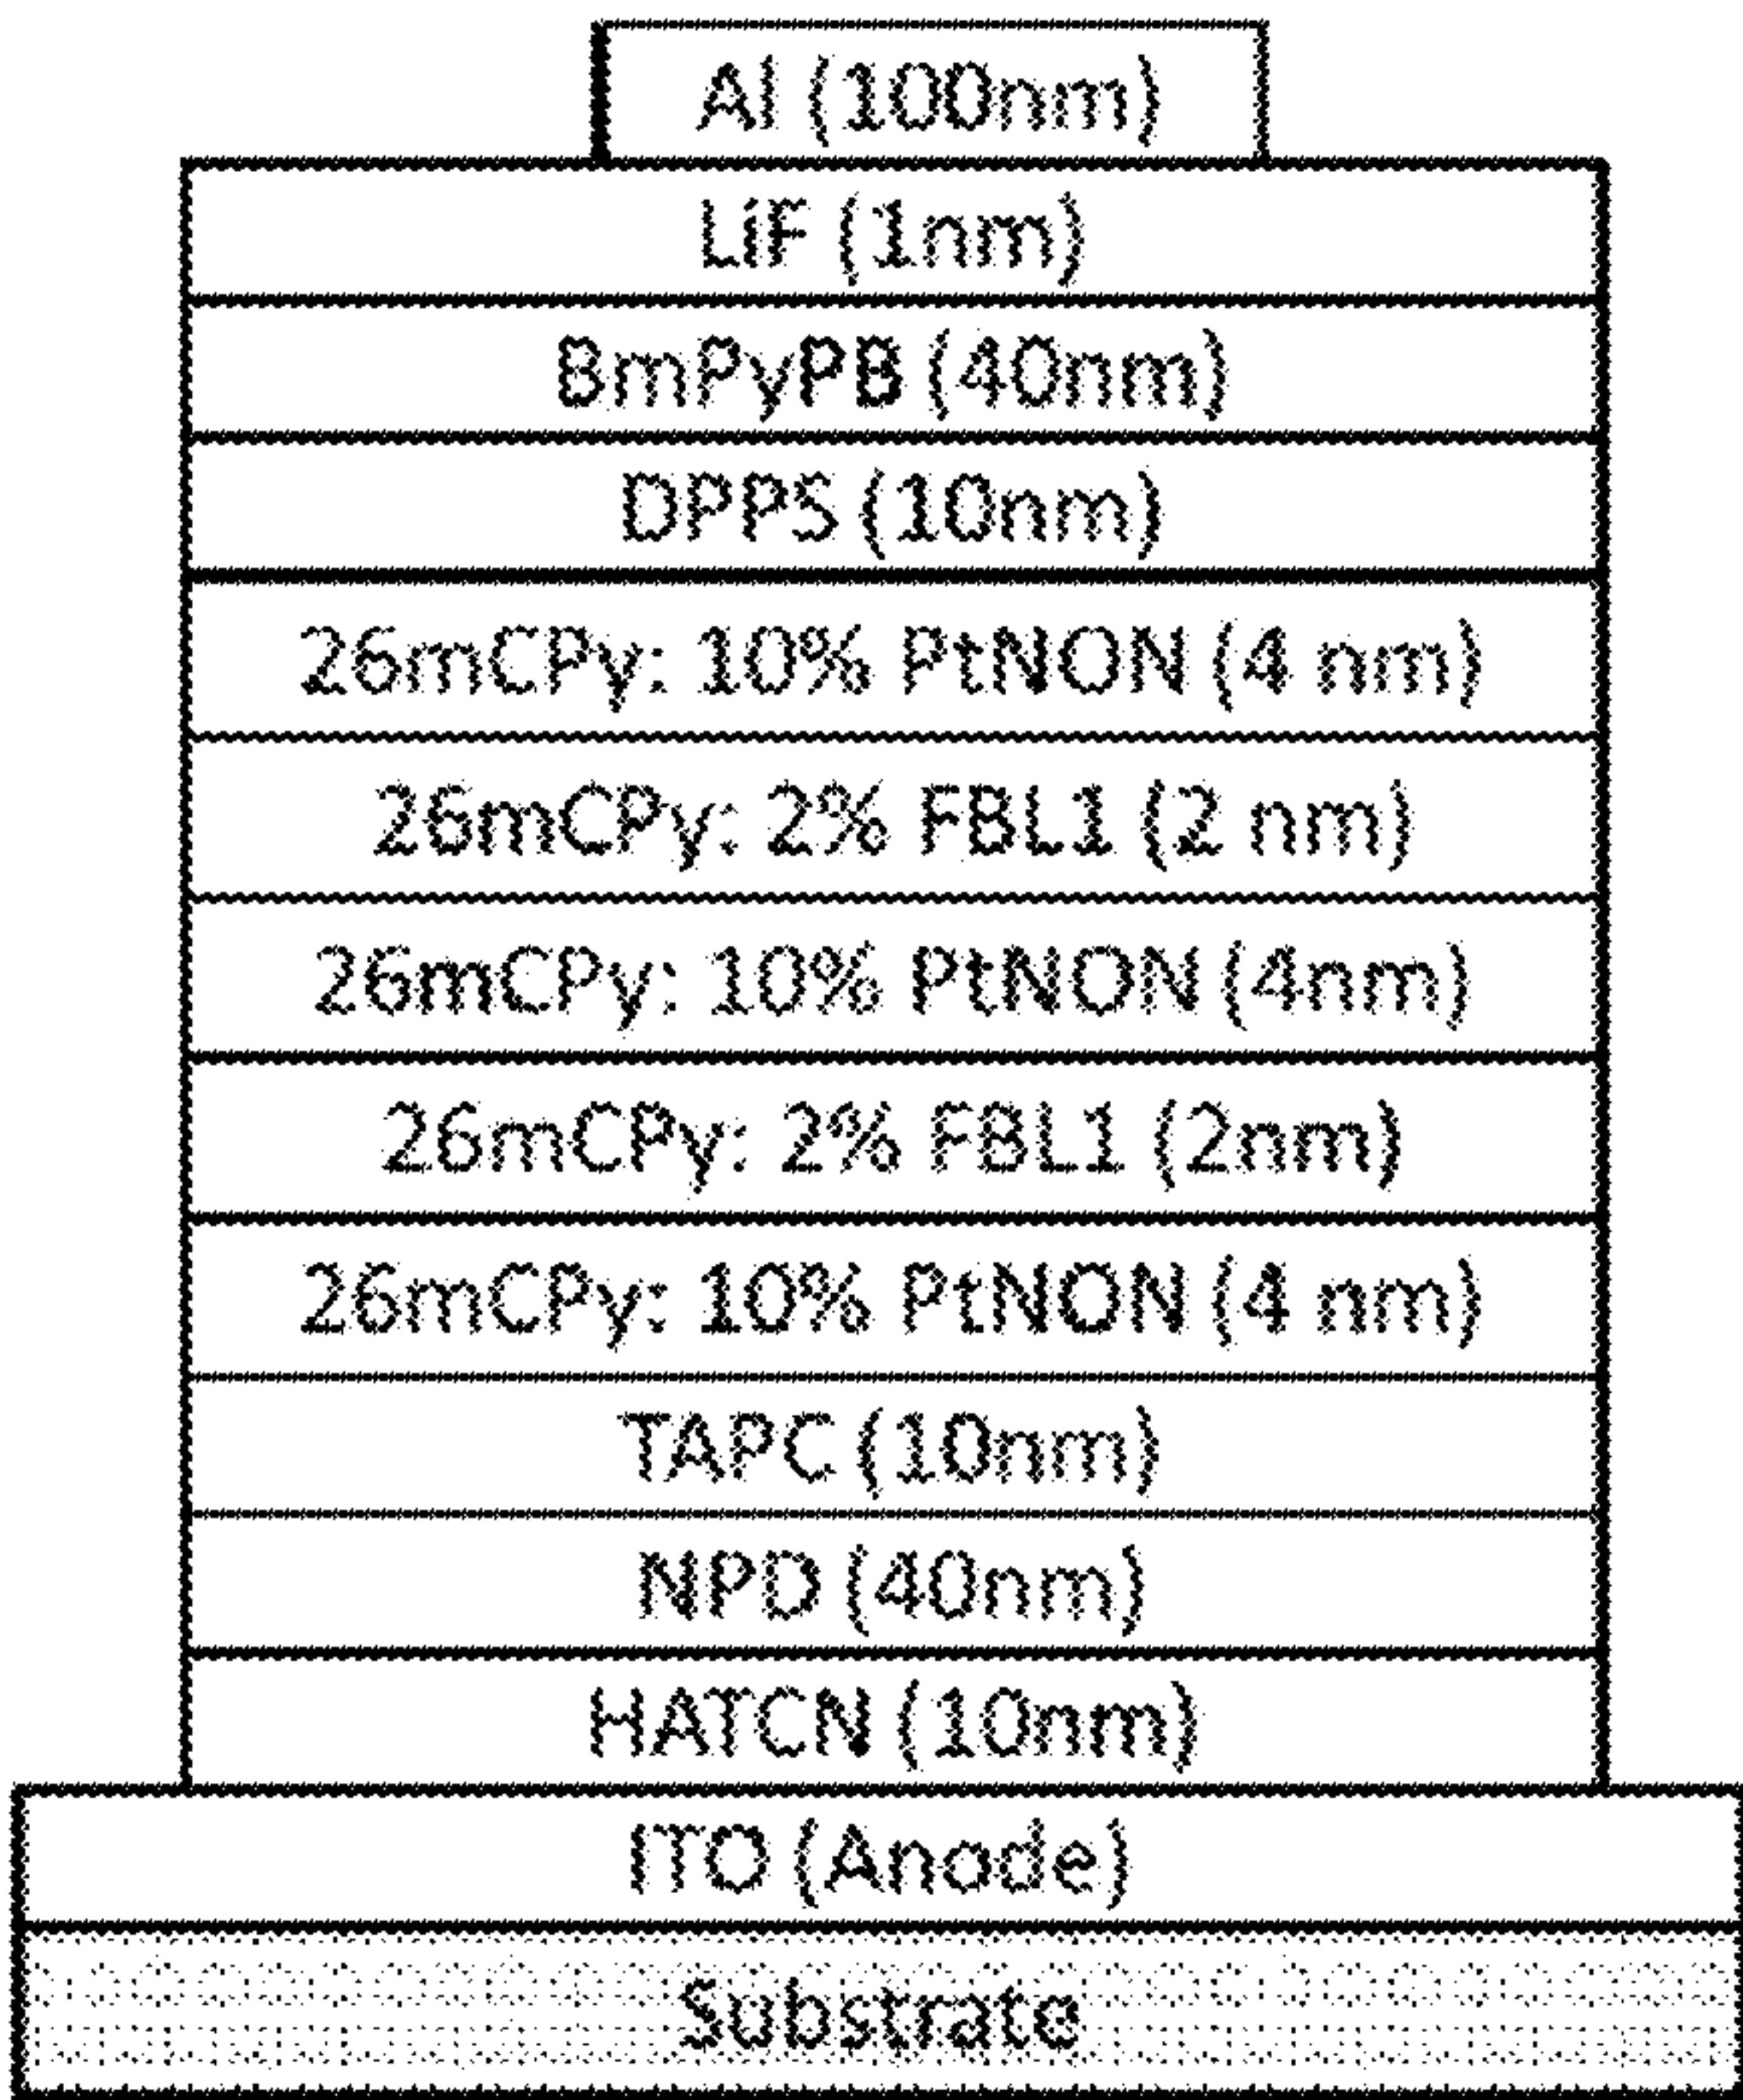 Al (100nm)
LiF (1nm)
BmPyPB (40nm)
DPPS (10nm)
26mCPy: 10% PtNON (4 nm)
26mCPy: 2% FBL1 (2 nm)
26mCPy: 10% PtNON (4nm)
26mCPy: 2% FBL1 (2nm)
26mCPy: 10% PtNON (4 nm)
TAPC (10nm)
NPD (40nm)
HATCN (10nm)
ITO (Anode)
Substrate